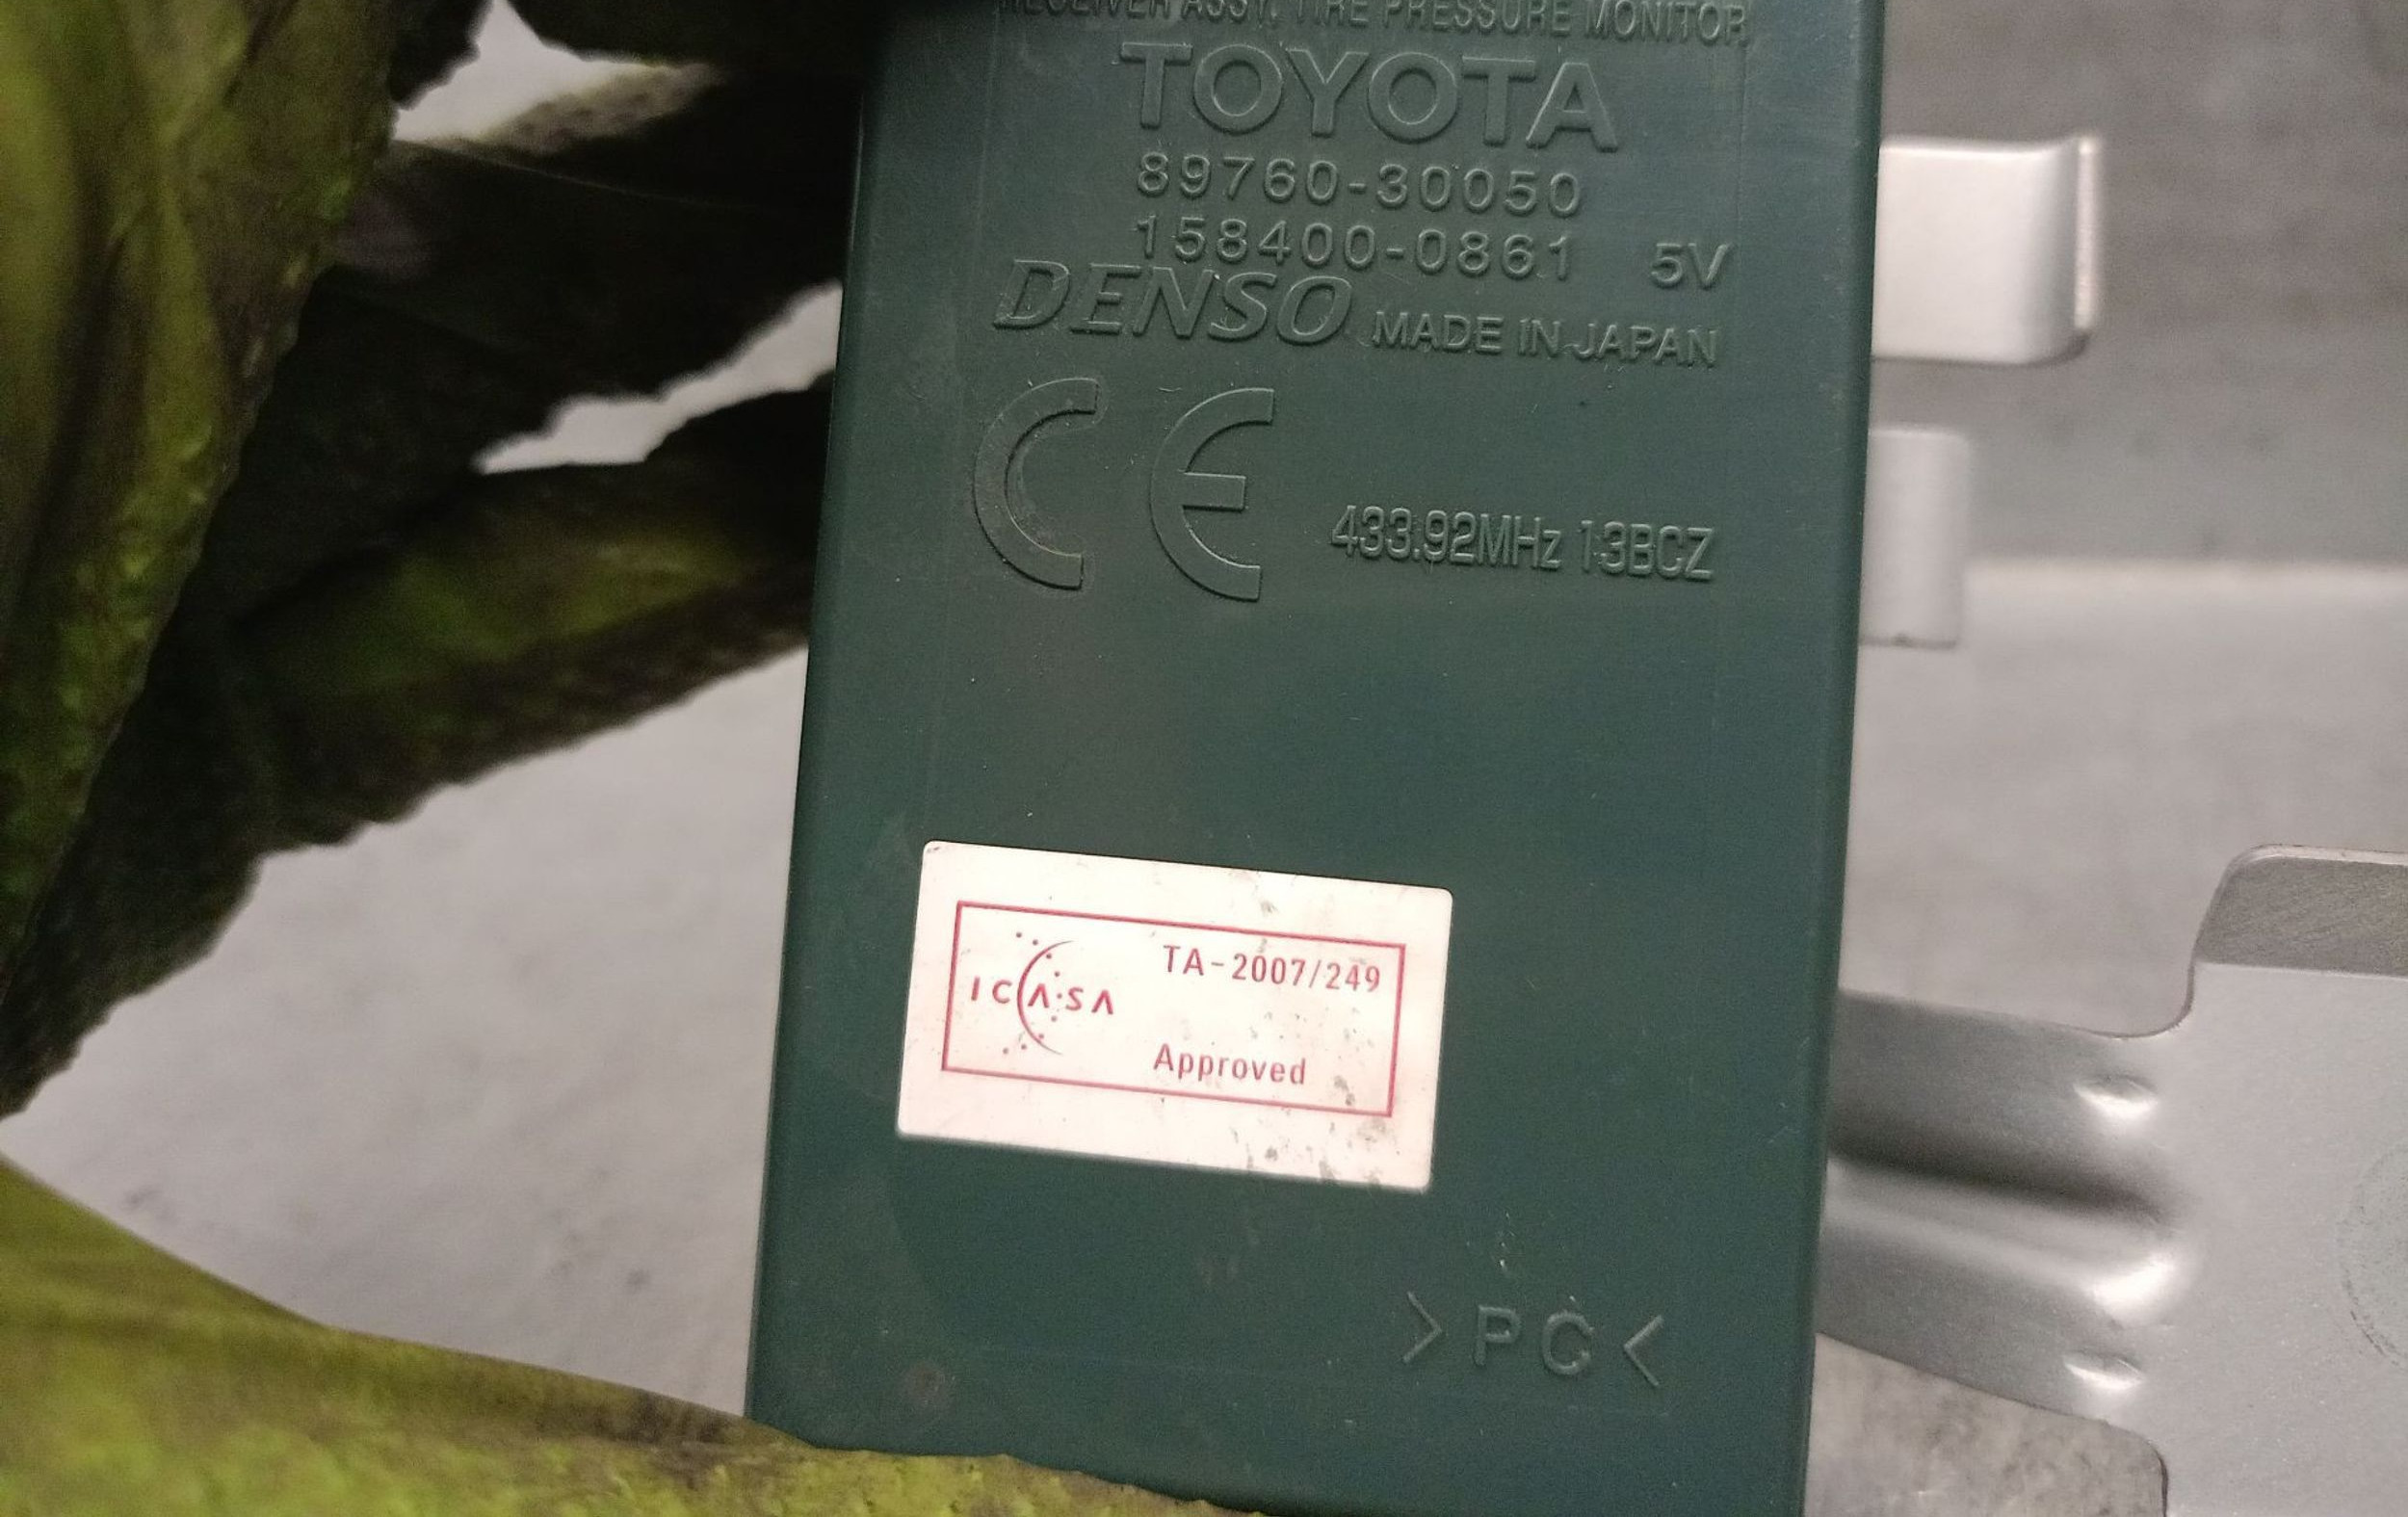 RECEIVER ASSY, TIRE PRESSURE MONITOR
TOYOTA
89760-30050
158400-0861 5V
DENSO MADE IN JAPAN
CE 433.92MHz 13BCZ
ICASA TA-2007/249
Approved
>PC<